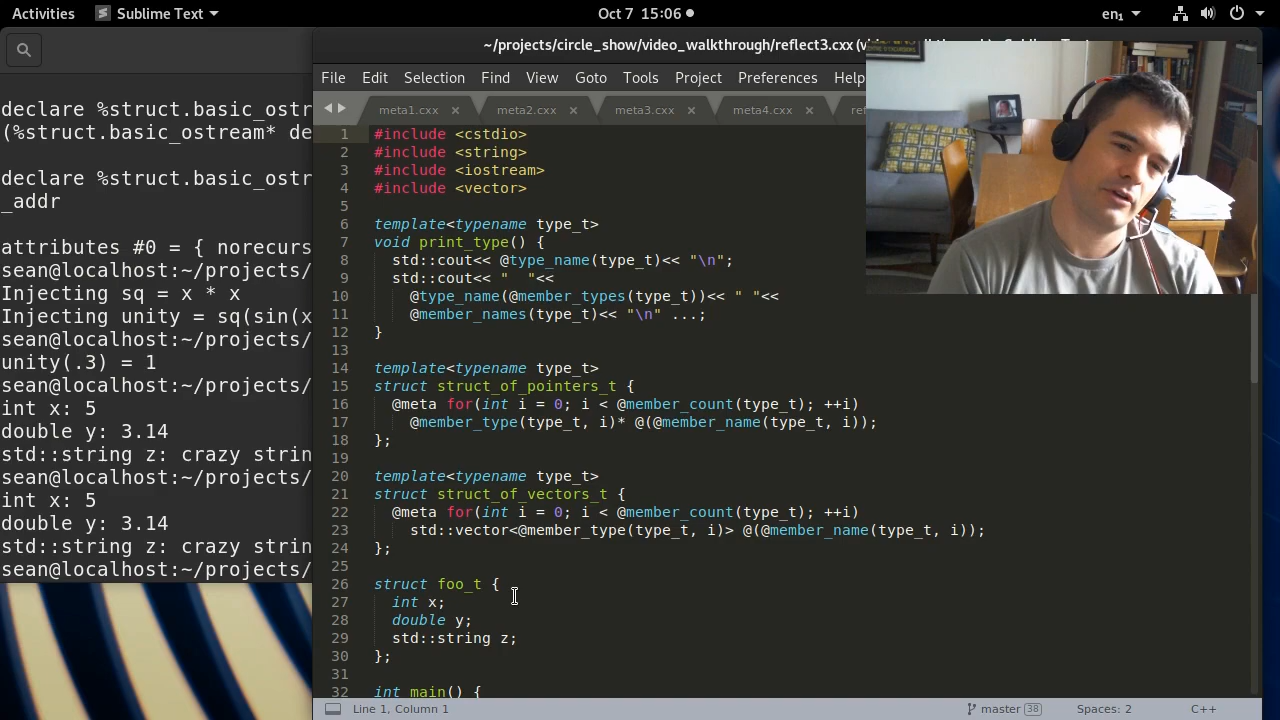 Activities Sublime Text Oct 7 15:06 en₁
~/projects/circle_show/video_walkthrough/reflect3.cxx
File Edit Selection Find View Goto Tools Project Preferences Help
meta1.cxx × meta2.cxx × meta3.cxx × meta4.cxx ×
declare %struct.basic_ostr
(%struct.basic_ostream* de
declare %struct.basic_ostr
_addr
attributes #0 = { norecurs
sean@localhost:~/projects/
Injecting sq = x * x
Injecting unity = sq(sin(x
sean@localhost:~/projects/
unity(.3) = 1
sean@localhost:~/projects/
int x: 5
double y: 3.14
std::string z: crazy strin
sean@localhost:~/projects/
int x: 5
double y: 3.14
std::string z: crazy strin
sean@localhost:~/projects/
1 #include <cstdio>
2 #include <string>
3 #include <iostream>
4 #include <vector>
5
6 template<typename type_t>
7 void print_type() {
8 std::cout<< @type_name(type_t)<< "\n";
9 std::cout<< "  "<<
10 @type_name(@member_types(type_t))<< " "<<
11 @member_names(type_t)<< "\n" ...;
12 }
13
14 template<typename type_t>
15 struct struct_of_pointers_t {
16 @meta for(int i = 0; i < @member_count(type_t); ++i)
17 @member_type(type_t, i)* @(@member_name(type_t, i));
18 };
19
20 template<typename type_t>
21 struct struct_of_vectors_t {
22 @meta for(int i = 0; i < @member_count(type_t); ++i)
23 std::vector<@member_type(type_t, i)> @(@member_name(type_t, i));
24 };
25
26 struct foo_t {
27 int x;
28 double y;
29 std::string z;
30 };
31
32 int main() {
Line 1, Column 1 master 38 Spaces: 2 C++